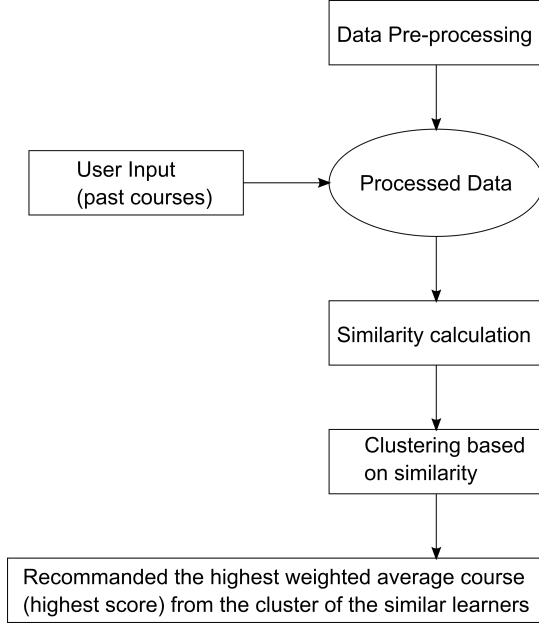 Data Pre-processing
User Input
(past courses)
Processed Data
Similarity calculation
Clustering based
on similarity
Recommanded the highest weighted average course
(highest score) from the cluster of the similar learners